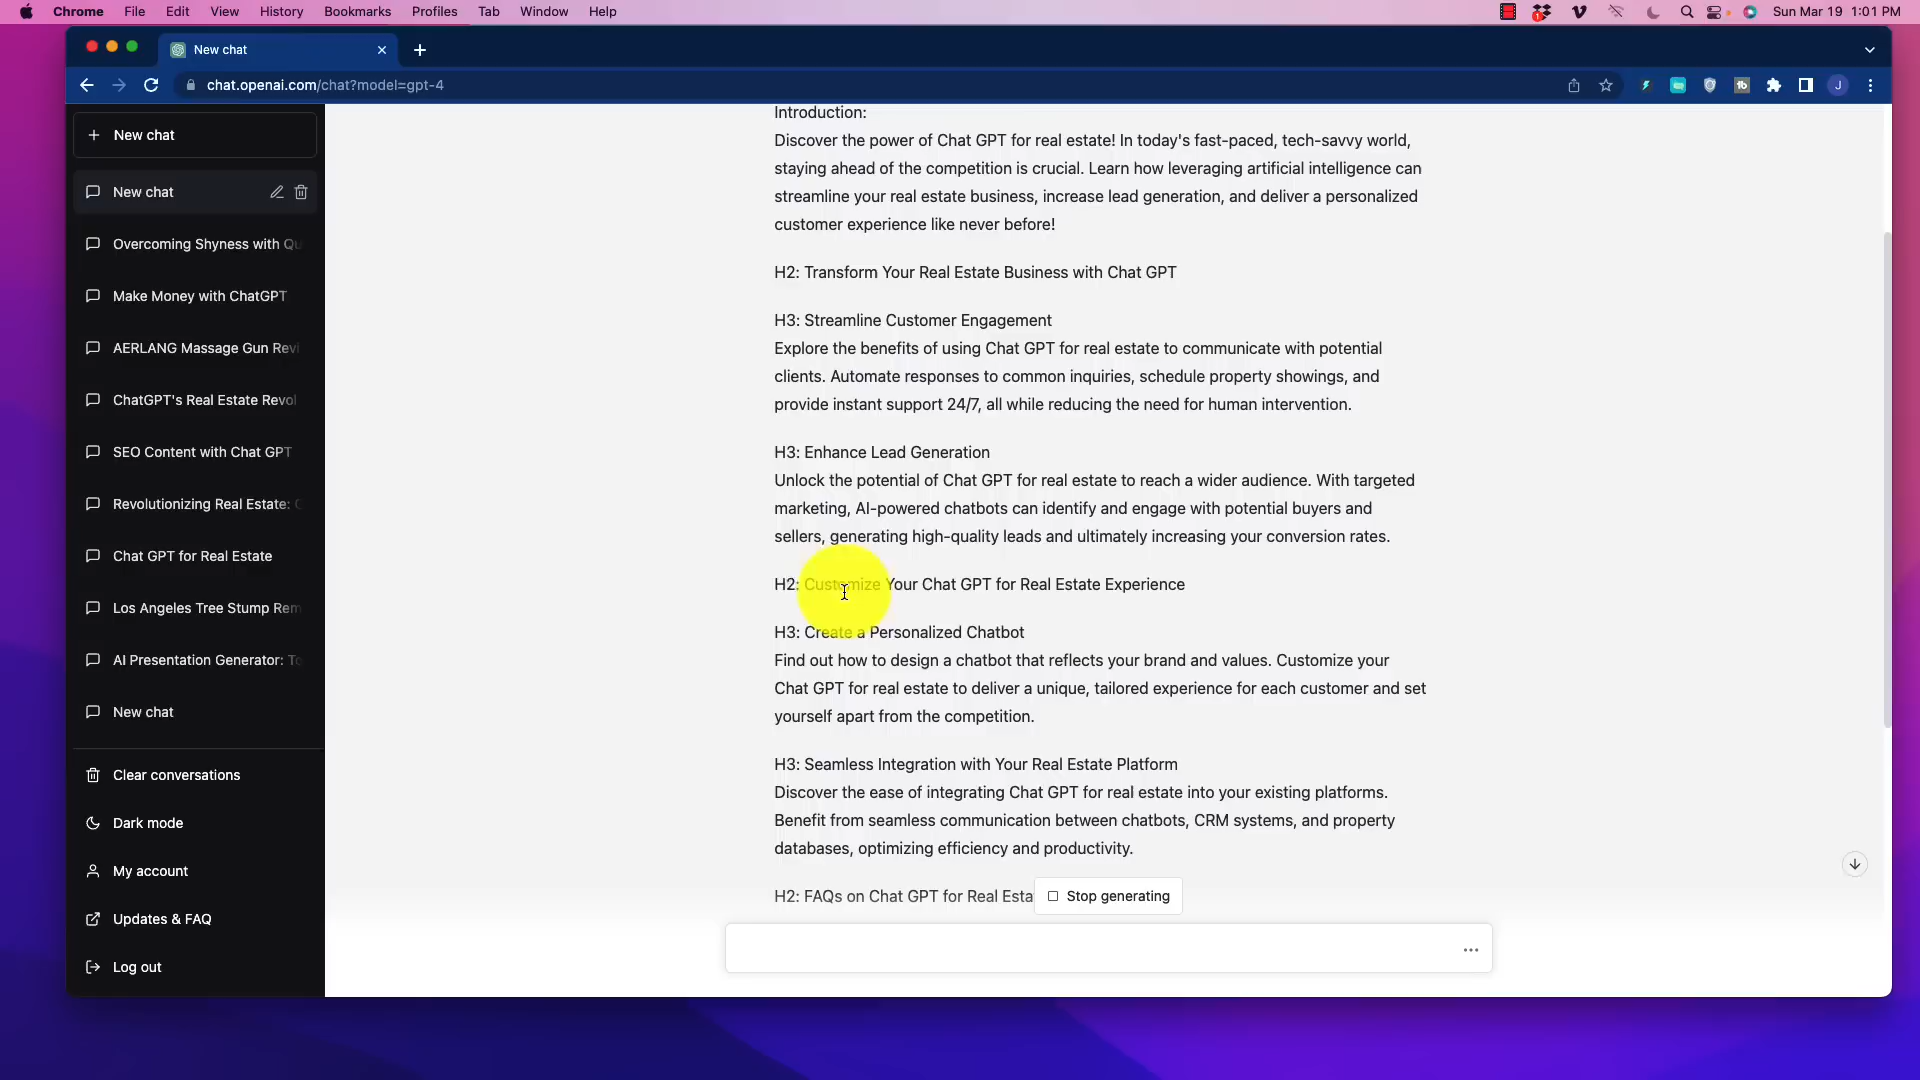 Chrome File Edit View History Bookmarks Profiles Tab Window Help
1
Sun Mar 19 1:01 PM
New chat
chat.openai.com/chat?model=gpt-4
tb
J
New chat
New chat
Overcoming Shyness with Qu
Make Money with ChatGPT
AERLANG Massage Gun Revi
ChatGPT's Real Estate Revol
SEO Content with Chat GPT
Revolutionizing Real Estate: C
Chat GPT for Real Estate
Los Angeles Tree Stump Rem
AI Presentation Generator: To
New chat
Clear conversations
Dark mode
My account
Updates & FAQ
Log out
Introduction:
Discover the power of Chat GPT for real estate! In today's fast-paced, tech-savvy world,
staying ahead of the competition is crucial. Learn how leveraging artificial intelligence can
streamline your real estate business, increase lead generation, and deliver a personalized
customer experience like never before!
H2: Transform Your Real Estate Business with Chat GPT
H3: Streamline Customer Engagement
Explore the benefits of using Chat GPT for real estate to communicate with potential
clients. Automate responses to common inquiries, schedule property showings, and
provide instant support 24/7, all while reducing the need for human intervention.
H3: Enhance Lead Generation
Unlock the potential of Chat GPT for real estate to reach a wider audience. With targeted
marketing, AI-powered chatbots can identify and engage with potential buyers and
sellers, generating high-quality leads and ultimately increasing your conversion rates.
H2: Customize Your Chat GPT for Real Estate Experience
H3: Create a Personalized Chatbot
Find out how to design a chatbot that reflects your brand and values. Customize your
Chat GPT for real estate to deliver a unique, tailored experience for each customer and set
yourself apart from the competition.
H3: Seamless Integration with Your Real Estate Platform
Discover the ease of integrating Chat GPT for real estate into your existing platforms.
Benefit from seamless communication between chatbots, CRM systems, and property
databases, optimizing efficiency and productivity.
H2: FAQs on Chat GPT for Real Esta
Stop generating